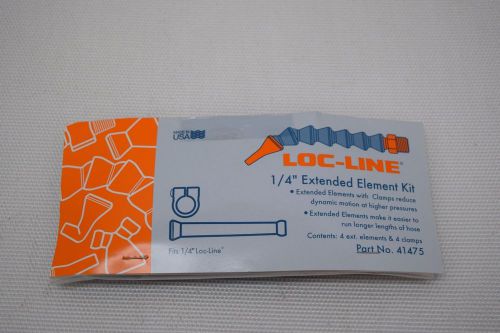 MADE IN
USA
LOC-LINE®
1/4" Extended Element Kit
• Extended Elements with Clamps reduce
dynamic motion at higher pressures
• Extended Elements make it easier to
run longer lengths of hose
Contents: 4 ext. elements & 4 clamps
Part No. 41475
Fits 1/4" Loc-Line"